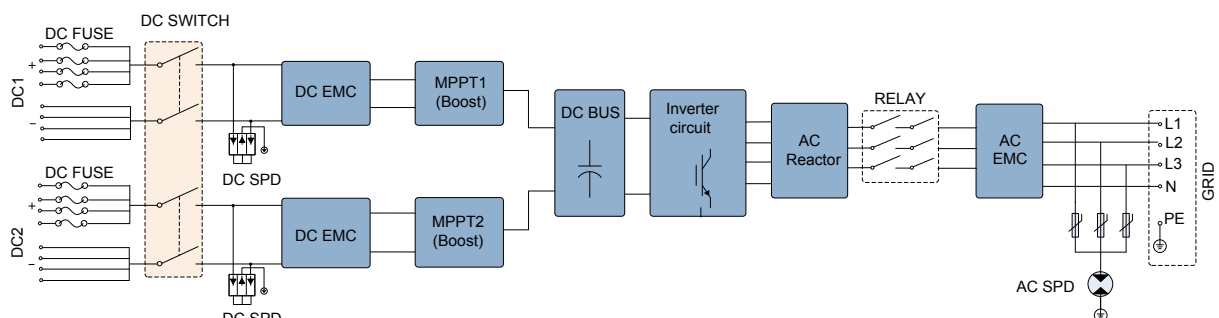 DC SWITCH
DC FUSE
DC1
+
−
DC SPD
DC EMC
MPPT1
(Boost)
DC FUSE
DC2
+
−
DC SPD
DC EMC
MPPT2
(Boost)
DC BUS
Inverter
circuit
AC
Reactor
RELAY
AC
EMC
L1
L2
L3
N
PE
GRID
AC SPD